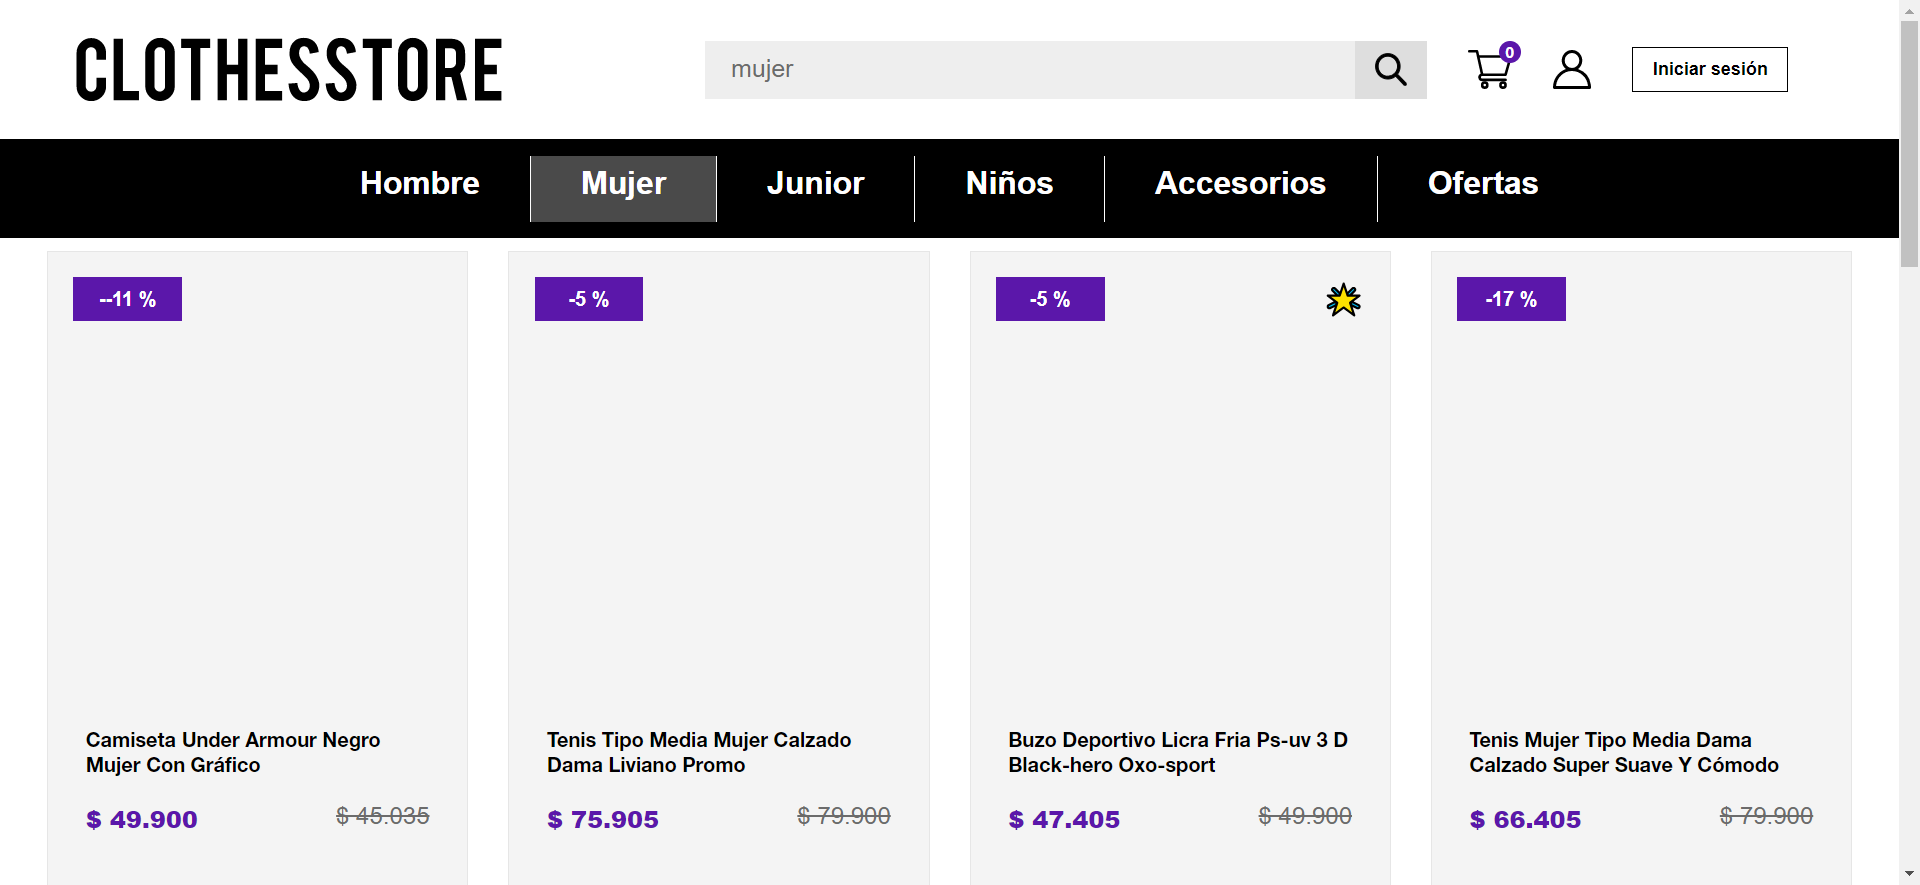 CLOTHESSTORE
mujer
0
Iniciar sesión
Hombre
Mujer
Junior
Niños
Accesorios
Ofertas
--11 %
-5 %
-5 %
-17 %
Camiseta Under Armour Negro
Mujer Con Gráfico
$ 49.900
$ 45.035
Tenis Tipo Media Mujer Calzado
Dama Liviano Promo
$ 75.905
$ 79.900
Buzo Deportivo Licra Fria Ps-uv 3 D
Black-hero Oxo-sport
$ 47.405
$ 49.900
Tenis Mujer Tipo Media Dama
Calzado Super Suave Y Cómodo
$ 66.405
$ 79.900